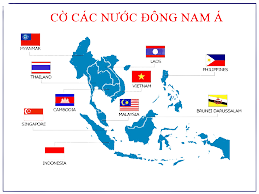 CỜ CÁC NƯỚC ĐÔNG NAM Á
MYANMAR
LAOS
PHILIPPINES
THAILAND
VIETNAM
CAMBODIA
MALAYSIA
BRUNEI DARUSSALAM
SINGAPORE
INDONESIA